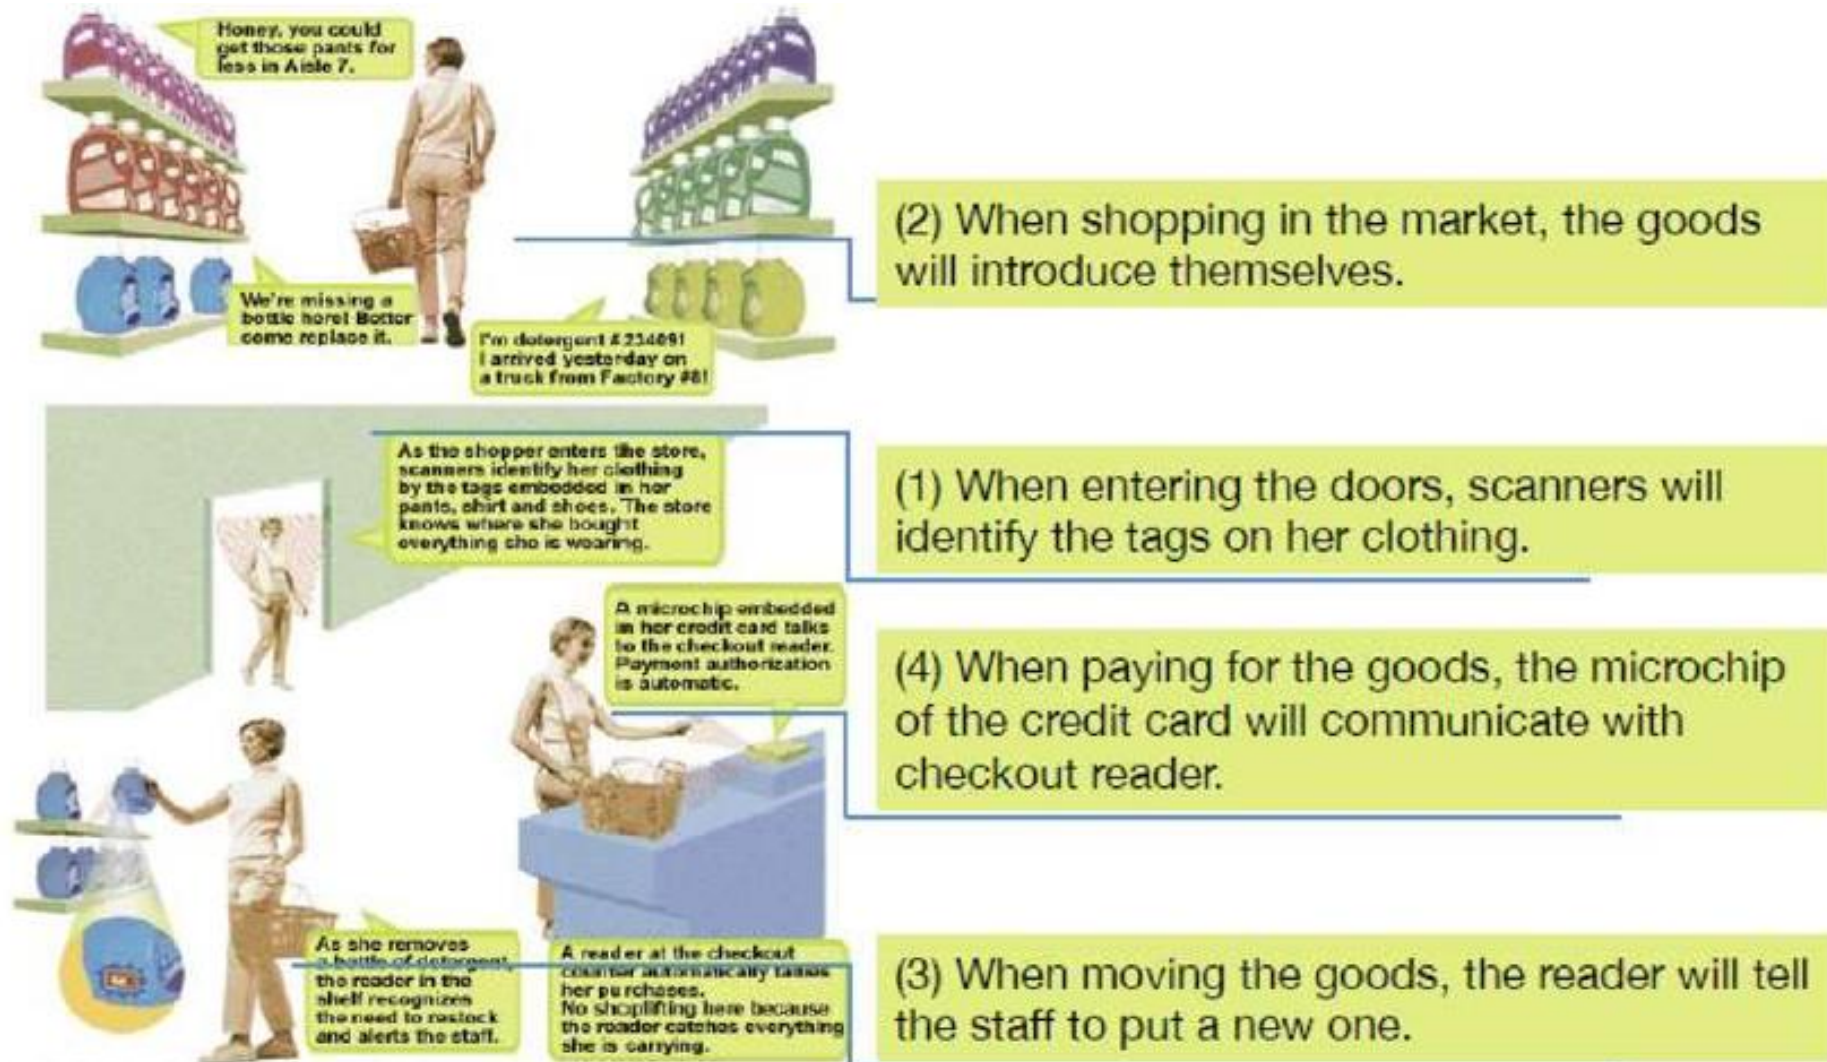 Honey, you could
get those pants for
less in Aisle 7.
We're missing a
bottle here! Better
come replace it.
I'm detergent #23409!
I arrived yesterday on
a truck from Factory #8!
(2) When shopping in the market, the goods
will introduce themselves.
As the shopper enters the store,
scanners identify her clothing
by the tags embedded in her
pants, shirt and shoes. The store
knows where she bought
everything she is wearing.
(1) When entering the doors, scanners will
identify the tags on her clothing.
A microchip embedded
in her credit card talks
to the checkout reader.
Payment authorization
is automatic.
(4) When paying for the goods, the microchip
of the credit card will communicate with
checkout reader.
As she removes
a bottle of detergent,
the reader in the
shelf recognizes
the need to restock
and alerts the staff.
A reader at the checkout
counter automatically tallies
her purchases.
No shoplifting here because
the reader catches everything
she is carrying.
(3) When moving the goods, the reader will tell
the staff to put a new one.